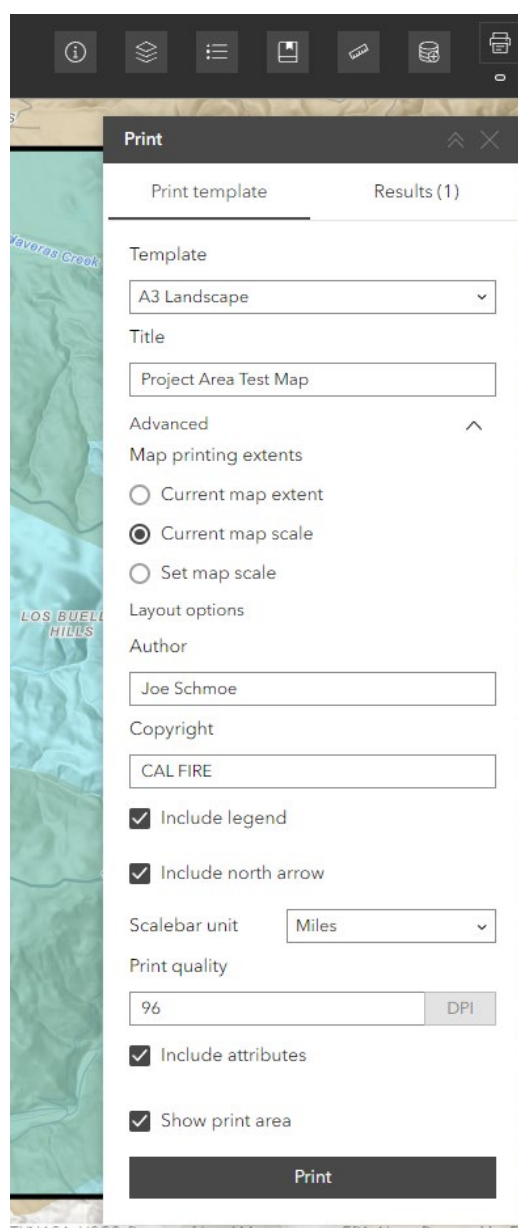 Print
Print template
Results (1)
averas Creek
Template
A3 Landscape
Title
Project Area Test Map
Advanced
Map printing extents
Current map extent
Current map scale
Set map scale
LOS BUELL
HILLS
Layout options
Author
Joe Schmoe
Copyright
CAL FIRE
Include legend
Include north arrow
Scalebar unit
Miles
Print quality
96
DPI
Include attributes
Show print area
Print